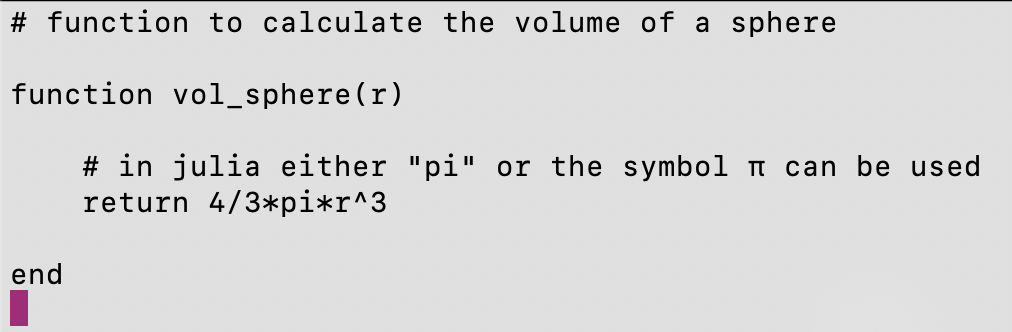 # function to calculate the volume of a sphere
function vol_sphere(r)
# in julia either "pi" or the symbol π can be used
return 4/3*pi*r^3
end